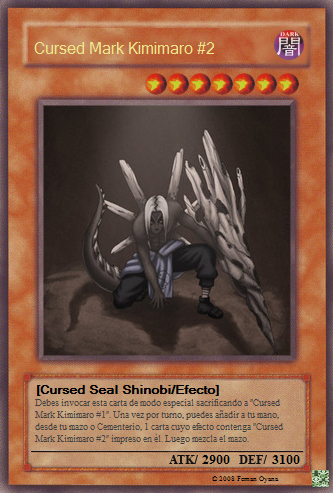 Cursed Mark Kimimaro #2
DARK
闇
[Cursed Seal Shinobi/Efecto]
Debes invocar esta carta de modo especial sacrificando a "Cursed
Mark Kimimaro #1". Una vez por turno, puedes añadir a tu mano,
desde tu mazo o Cementerio, 1 carta cuyo efecto contenga "Cursed
Mark Kimimaro #2" impreso en él. Luego mezcla el mazo.
ATK/ 2900 DEF/ 3100
©2008 Fernan Oyana